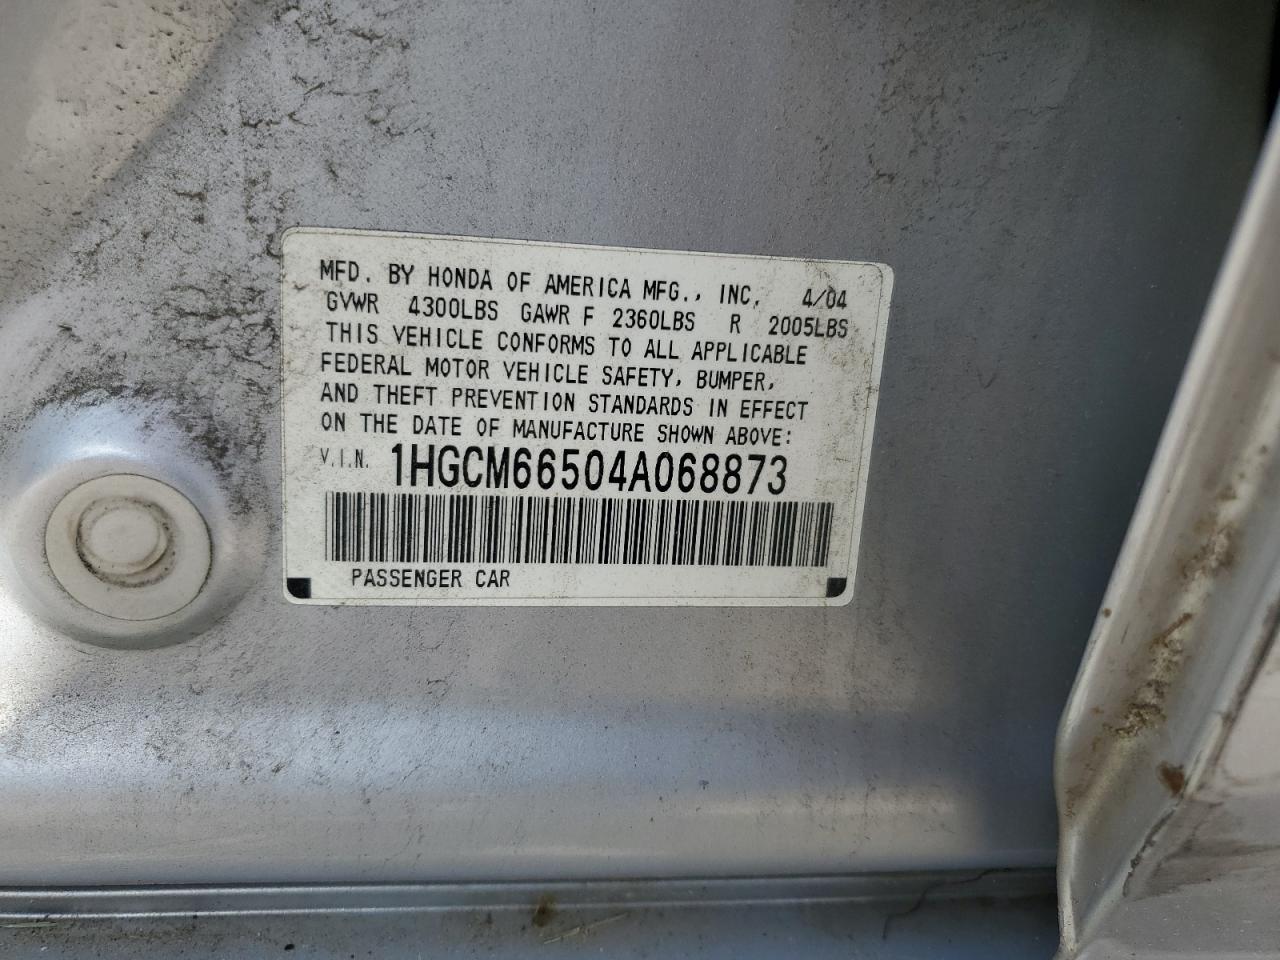 MFD. BY HONDA OF AMERICA MFG., INC. 4/04
GVWR 4300LBS GAWR F 2360LBS R 2005LBS
THIS VEHICLE CONFORMS TO ALL APPLICABLE
FEDERAL MOTOR VEHICLE SAFETY, BUMPER,
AND THEFT PREVENTION STANDARDS IN EFFECT
ON THE DATE OF MANUFACTURE SHOWN ABOVE:
V.I.N. 1HGCM66504A068873
PASSENGER CAR